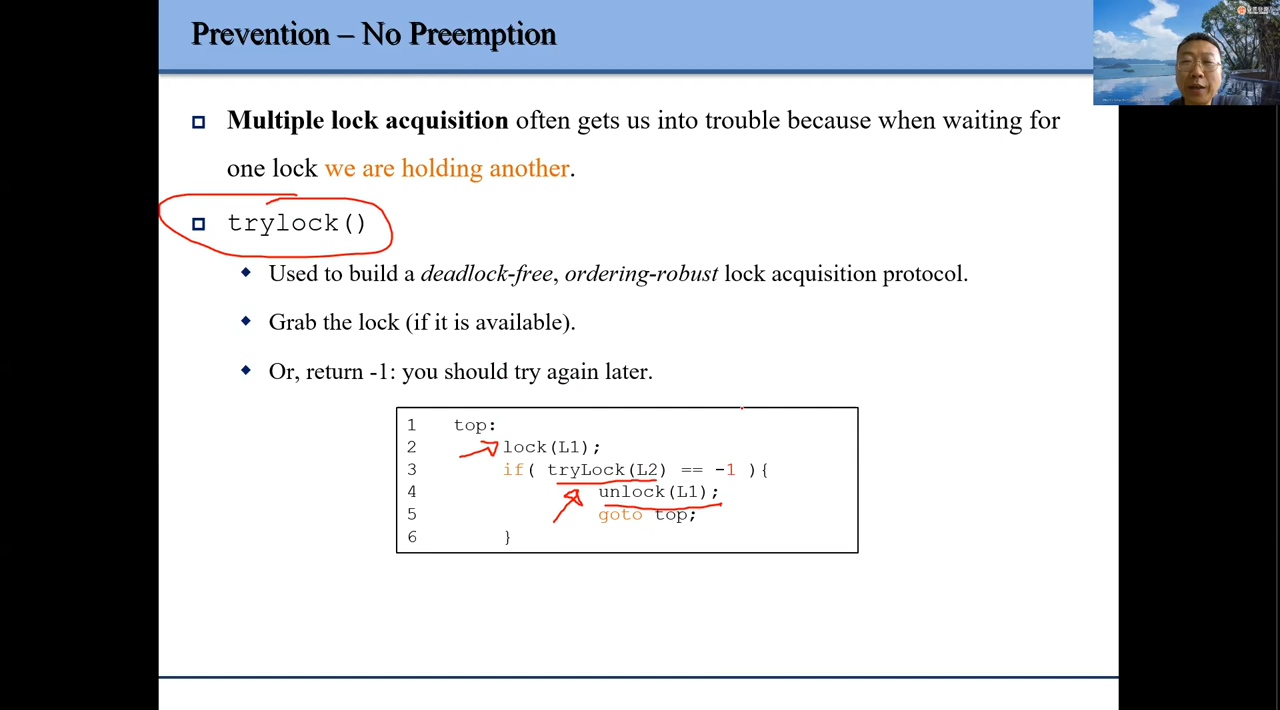 Prevention – No Preemption
Multiple lock acquisition often gets us into trouble because when waiting for
one lock we are holding another.
trylock()
Used to build a deadlock-free, ordering-robust lock acquisition protocol.
Grab the lock (if it is available).
Or, return -1: you should try again later.
1 top:
2 lock(L1);
3 if( tryLock(L2) == -1 ){
4 unlock(L1);
5 goto top;
6 }